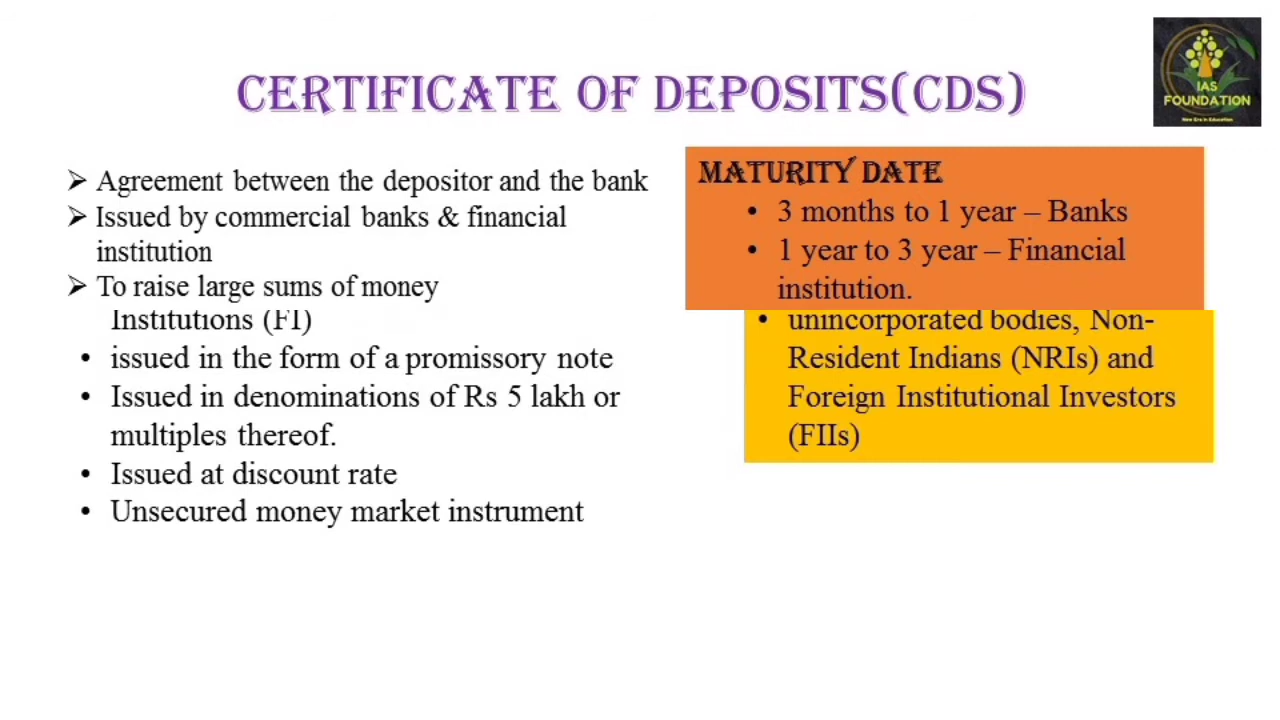 CERTIFICATE OF DEPOSITS(CDS)
IAS
FOUNDATION
New Era in Education
➢ Agreement between the depositor and the bank
➢ Issued by commercial banks & financial
institution
➢ To raise large sums of money
Institutions (FI)
• issued in the form of a promissory note
• Issued in denominations of Rs 5 lakh or
multiples thereof.
• Issued at discount rate
• Unsecured money market instrument
MATURITY DATE
• 3 months to 1 year – Banks
• 1 year to 3 year – Financial
institution.
• unincorporated bodies, Non-
Resident Indians (NRIs) and
Foreign Institutional Investors
(FIIs)